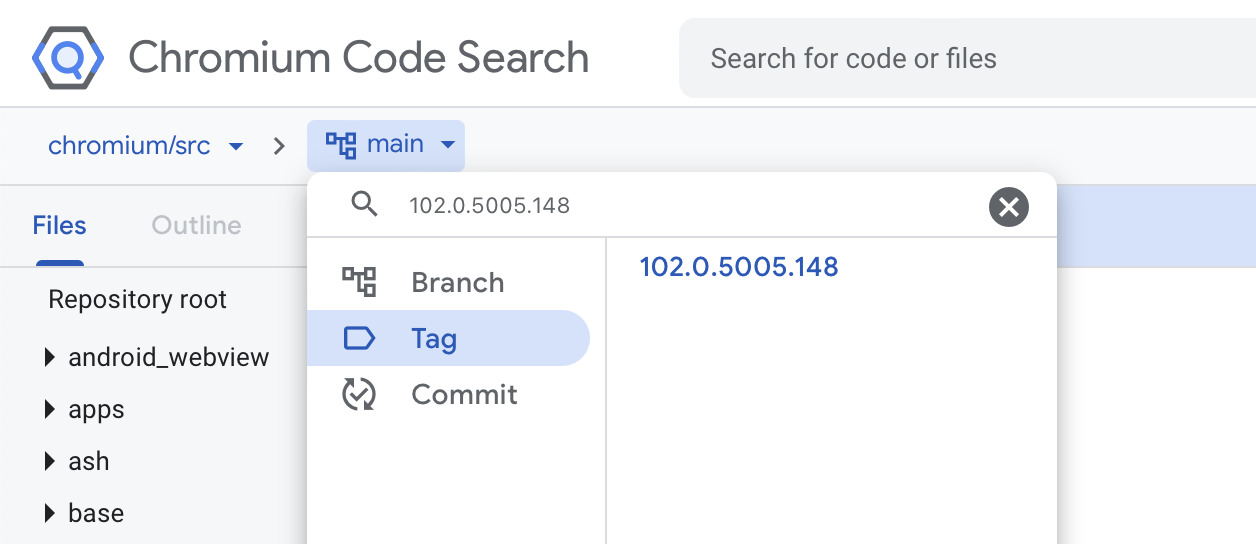 Chromium Code Search
Search for code or files
chromium/src
main
102.0.5005.148
Files
Outline
Branch
Tag
Commit
102.0.5005.148
Repository root
android_webview
apps
ash
base